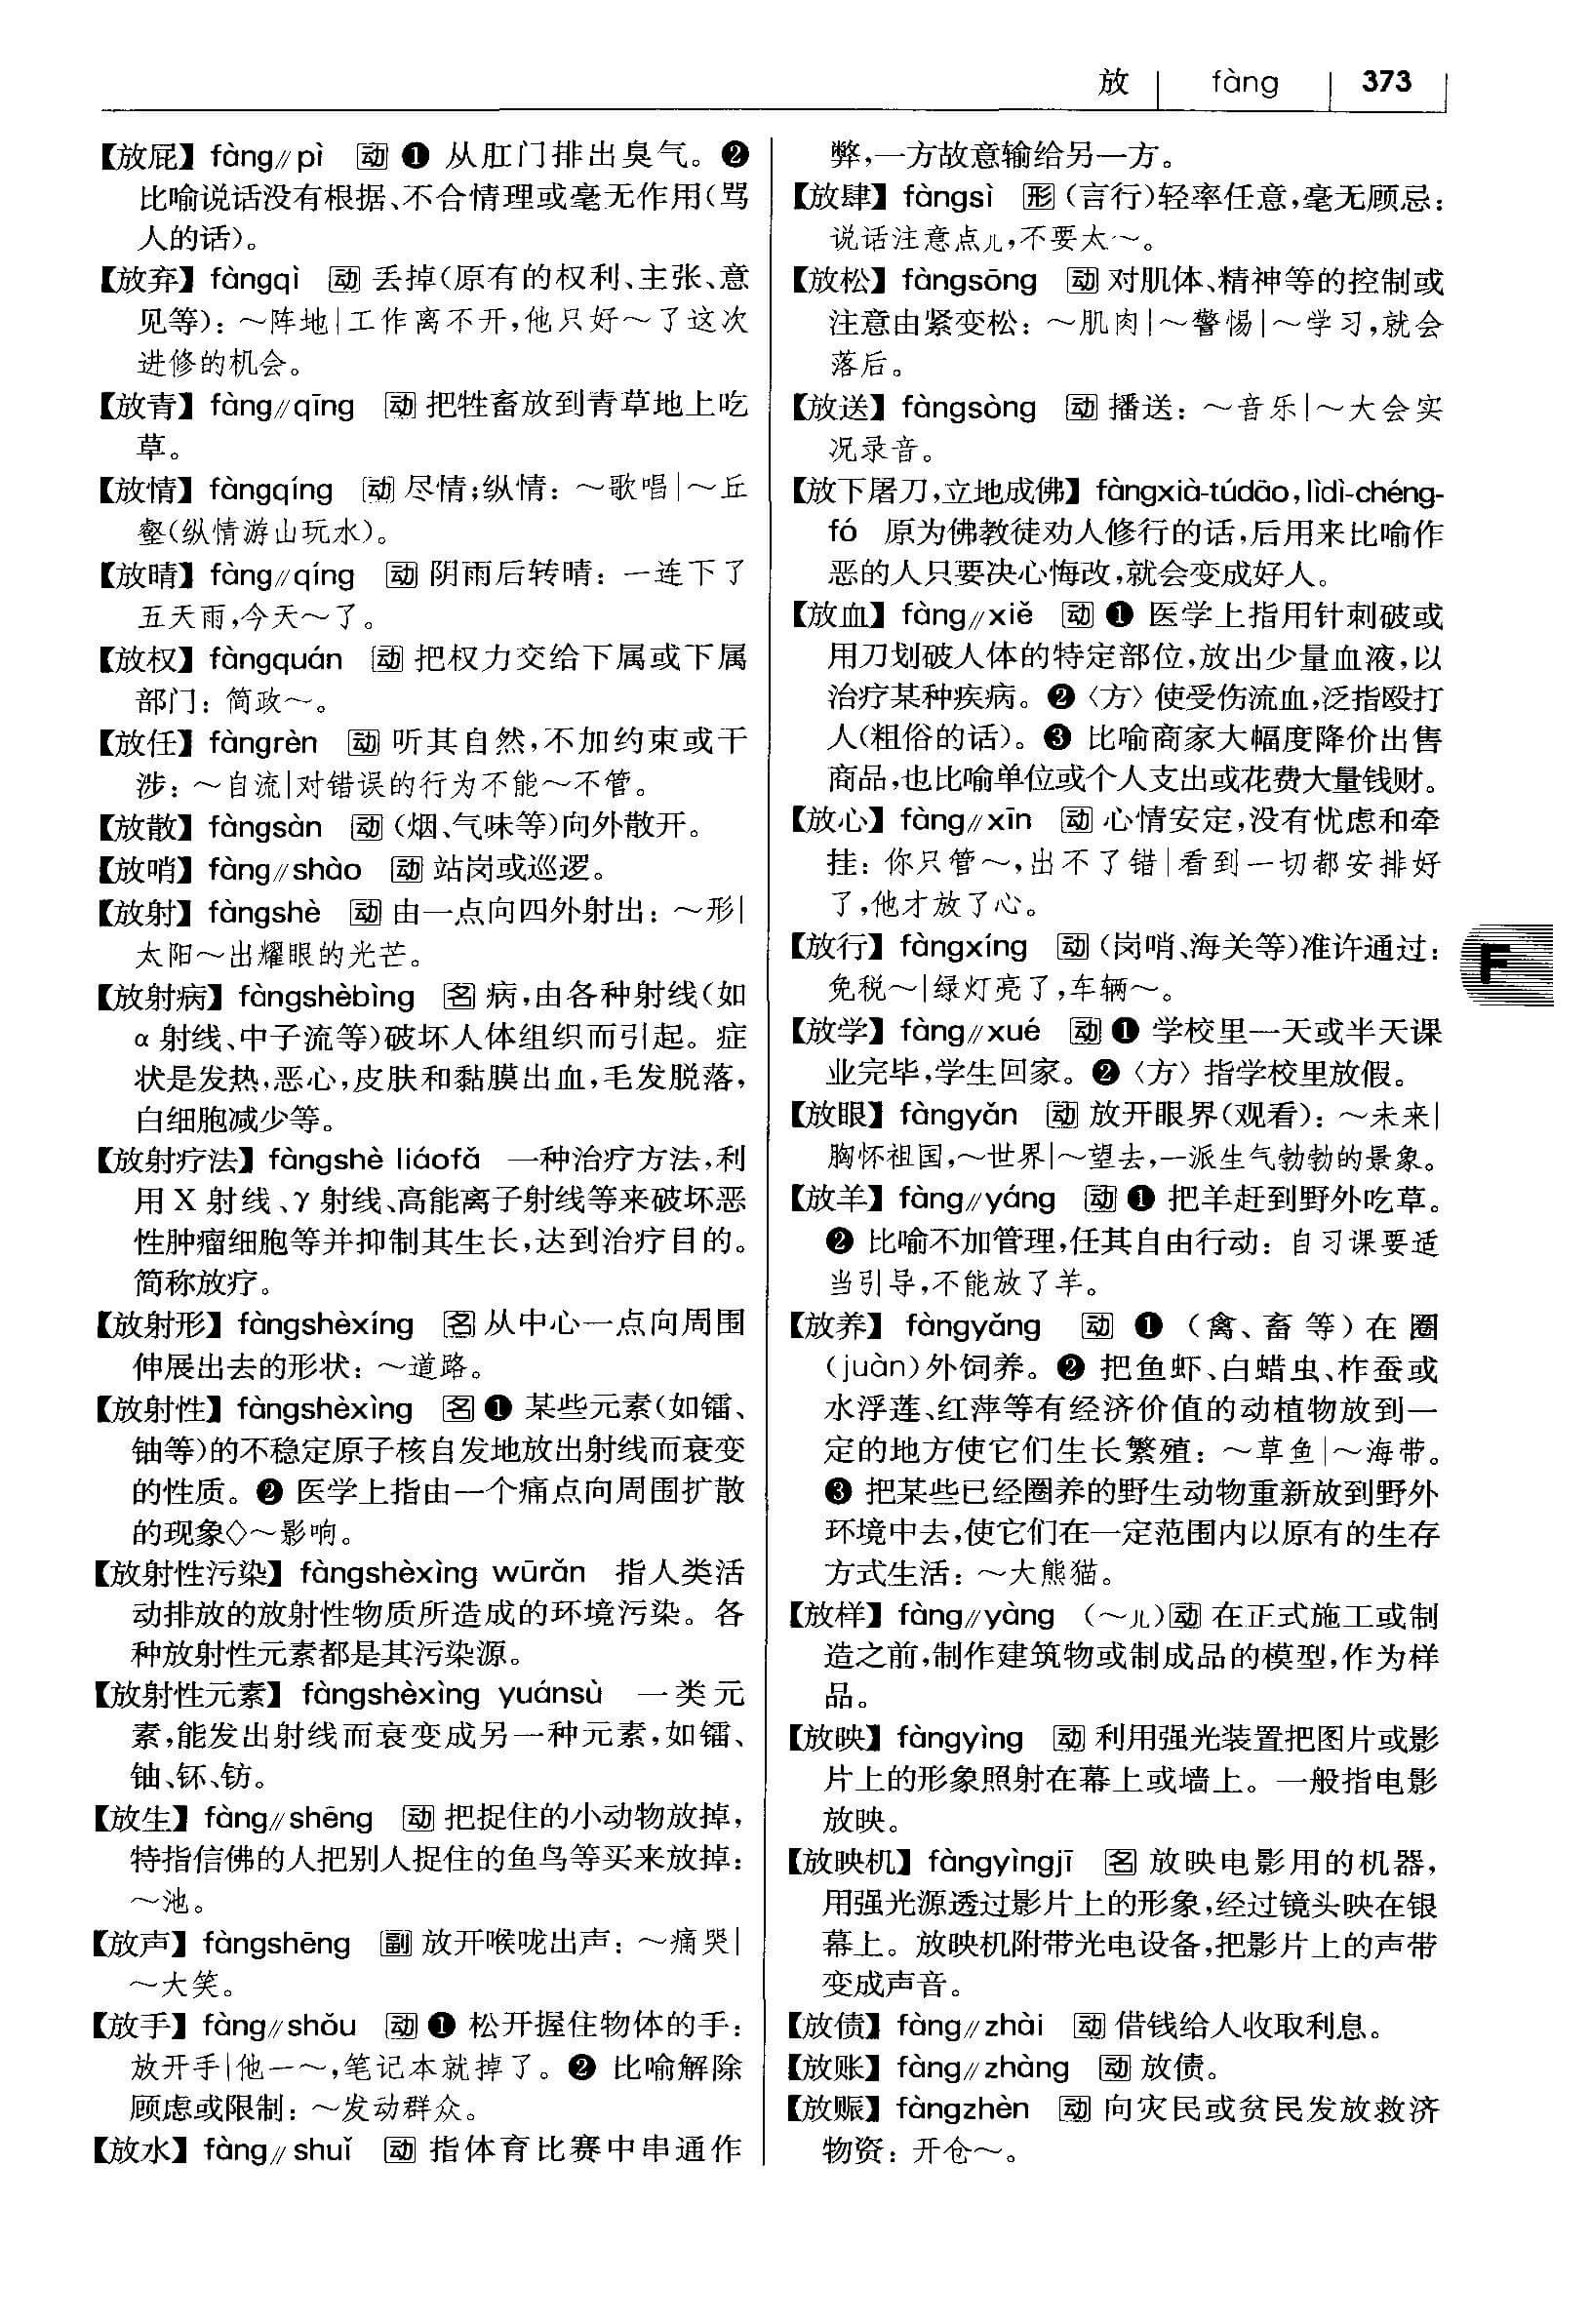 放 fàng 373
【放屁】 fàng∥pì 动 ❶ 从肛门排出臭气。❷
比喻说话没有根据、不合情理或毫无作用(骂
人的话)。
【放弃】 fàngqì 动 丢掉(原有的权利、主张、意
见等)：～阵地|工作离不开,他只好～了这次
进修的机会。
【放青】 fàng∥qīng 动 把牲畜放到青草地上吃
草。
【放情】 fàngqíng 动 尽情;纵情：～歌唱|～丘
壑(纵情游山玩水)。
【放晴】 fàng∥qíng 动 阴雨后转晴：一连下了
五天雨,今天～了。
【放权】 fàngquán 动 把权力交给下属或下属
部门：简政～。
【放任】 fàngrèn 动 听其自然,不加约束或干
涉：～自流|对错误的行为不能～不管。
【放散】 fàngsàn 动 (烟、气味等)向外散开。
【放哨】 fàng∥shào 动 站岗或巡逻。
【放射】 fàngshè 动 由一点向四外射出：～形|
太阳～出耀眼的光芒。
【放射病】 fàngshèbìng 名 病,由各种射线(如
α 射线、中子流等)破坏人体组织而引起。症
状是发热,恶心,皮肤和黏膜出血,毛发脱落,
白细胞减少等。
【放射疗法】 fàngshè liáofǎ 一种治疗方法,利
用 X 射线、γ 射线、高能离子射线等来破坏恶
性肿瘤细胞等并抑制其生长,达到治疗目的。
简称放疗。
【放射形】 fàngshèxíng 名 从中心一点向周围
伸展出去的形状：～道路。
【放射性】 fàngshèxìng 名 ❶ 某些元素(如镭、
铀等)的不稳定原子核自发地放出射线而衰变
的性质。❷ 医学上指由一个痛点向周围扩散
的现象◇～影响。
【放射性污染】 fàngshèxìng wūrǎn 指人类活
动排放的放射性物质所造成的环境污染。各
种放射性元素都是其污染源。
【放射性元素】 fàngshèxìng yuánsù 一类元
素,能发出射线而衰变成另一种元素,如镭、
铀、钚、钫。
【放生】 fàng∥shēng 动 把捉住的小动物放掉,
特指信佛的人把别人捉住的鱼鸟等买来放掉：
～池。
【放声】 fàngshēng 副 放开喉咙出声：～痛哭|
～大笑。
【放手】 fàng∥shǒu 动 ❶ 松开握住物体的手：
放开手|他一～,笔记本就掉了。❷ 比喻解除
顾虑或限制：～发动群众。
【放水】 fàng∥shuǐ 动 指体育比赛中串通作
弊,一方故意输给另一方。
【放肆】 fàngsì 形 (言行)轻率任意,毫无顾忌：
说话注意点儿,不要太～。
【放松】 fàngsōng 动 对肌体、精神等的控制或
注意由紧变松：～肌肉|～警惕|～学习,就会
落后。
【放送】 fàngsòng 动 播送：～音乐|～大会实
况录音。
【放下屠刀,立地成佛】 fàngxià-túdāo, lìdì-chéng-
fó 原为佛教徒劝人修行的话,后用来比喻作
恶的人只要决心悔改,就会变成好人。
【放血】 fàng∥xiě 动 ❶ 医学上指用针刺破或
用刀划破人体的特定部位,放出少量血液,以
治疗某种疾病。❷〈方〉使受伤流血,泛指殴打
人(粗俗的话)。❸ 比喻商家大幅度降价出售
商品,也比喻单位或个人支出或花费大量钱财。
【放心】 fàng∥xīn 动 心情安定,没有忧虑和牵
挂：你只管～,出不了错|看到一切都安排好
了,他才放了心。
【放行】 fàngxíng 动 (岗哨、海关等)准许通过：
免税～|绿灯亮了,车辆～。
F
【放学】 fàng∥xué 动 ❶ 学校里一天或半天课
业完毕,学生回家。❷〈方〉指学校里放假。
【放眼】 fàngyǎn 动 放开眼界(观看)：～未来|
胸怀祖国,～世界|～望去,一派生气勃勃的景象。
【放羊】 fàng∥yáng 动 ❶ 把羊赶到野外吃草。
❷ 比喻不加管理,任其自由行动：自习课要适
当引导,不能放了羊。
【放养】 fàngyǎng 动 ❶ (禽、畜等)在圈
(juàn)外饲养。❷ 把鱼虾、白蜡虫、柞蚕或
水浮莲、红萍等有经济价值的动植物放到一
定的地方使它们生长繁殖：～草鱼|～海带。
❸ 把某些已经圈养的野生动物重新放到野外
环境中去,使它们在一定范围内以原有的生存
方式生活：～大熊猫。
【放样】 fàng∥yàng (～儿)动 在正式施工或制
造之前,制作建筑物或制成品的模型,作为样
品。
【放映】 fàngyìng 动 利用强光装置把图片或影
片上的形象照射在幕上或墙上。一般指电影
放映。
【放映机】 fàngyìngjī 名 放映电影用的机器,
用强光源透过影片上的形象,经过镜头映在银
幕上。放映机附带光电设备,把影片上的声带
变成声音。
【放债】 fàng∥zhài 动 借钱给人收取利息。
【放账】 fàng∥zhàng 动 放债。
【放赈】 fàngzhèn 动 向灾民或贫民发放救济
物资：开仓～。